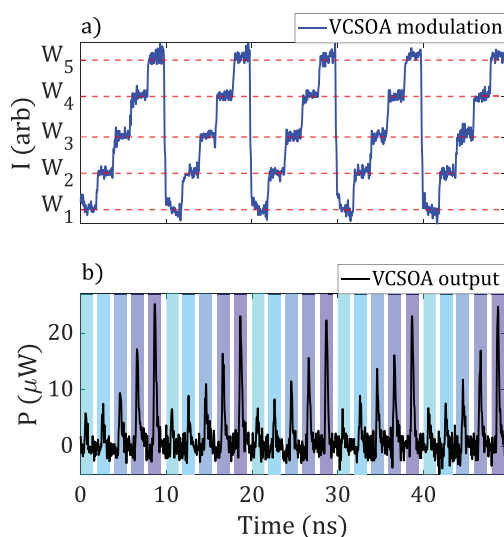 a)
VCSOA modulation
I (arb)
W5
W4
W3
W2
W1
b)
VCSOA output
P (μW)
20
10
0
0 10 20 30 40
Time (ns)